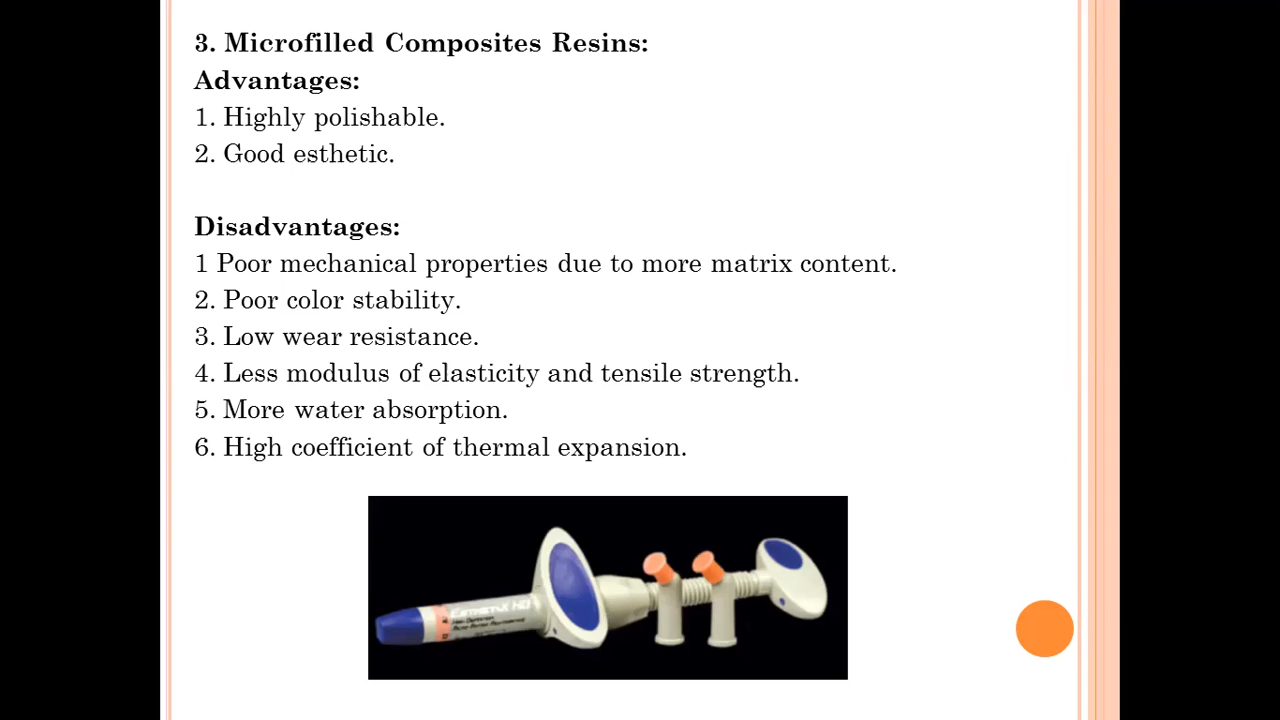 3. Microfilled Composites Resins:
Advantages:
1. Highly polishable.
2. Good esthetic.
Disadvantages:
1 Poor mechanical properties due to more matrix content.
2. Poor color stability.
3. Low wear resistance.
4. Less modulus of elasticity and tensile strength.
5. More water absorption.
6. High coefficient of thermal expansion.